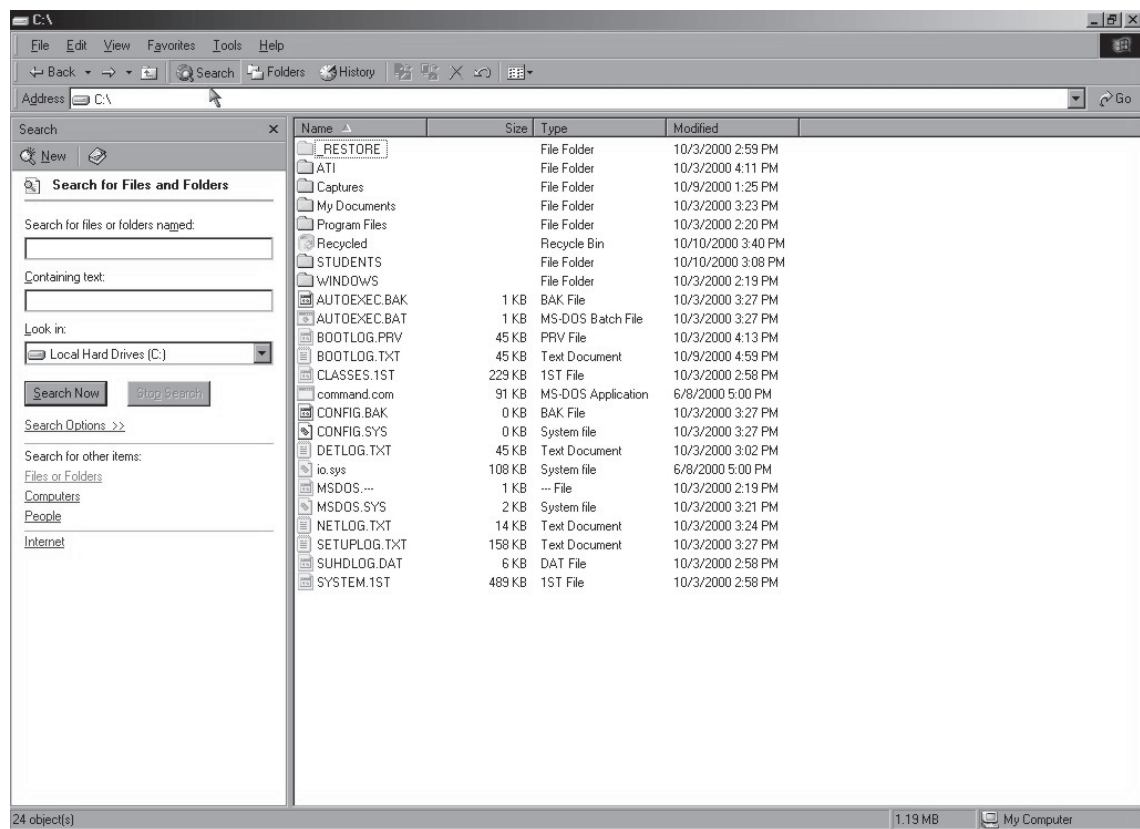 C:\
File Edit View Favorites Tools Help
Back Search Folders History
Address C:\ Go
Search
New
Search for Files and Folders
Search for files or folders named:
Containing text:
Look in:
Local Hard Drives (C:)
Search Now Stop Search
Search Options >>
Search for other items:
Files or Folders
Computers
People
Internet
Name Size Type Modified
_RESTORE File Folder 10/3/2000 2:59 PM
ATI File Folder 10/3/2000 4:11 PM
Captures File Folder 10/9/2000 1:25 PM
My Documents File Folder 10/3/2000 3:23 PM
Program Files File Folder 10/3/2000 2:20 PM
Recycled Recycle Bin 10/10/2000 3:40 PM
STUDENTS File Folder 10/10/2000 3:08 PM
WINDOWS File Folder 10/3/2000 2:19 PM
AUTOEXEC.BAK 1 KB BAK File 10/3/2000 3:27 PM
AUTOEXEC.BAT 1 KB MS-DOS Batch File 10/3/2000 3:27 PM
BOOTLOG.PRV 45 KB PRV File 10/3/2000 4:13 PM
BOOTLOG.TXT 45 KB Text Document 10/9/2000 4:59 PM
CLASSES.1ST 229 KB 1ST File 10/3/2000 2:58 PM
command.com 91 KB MS-DOS Application 6/8/2000 5:00 PM
CONFIG.BAK 0 KB BAK File 10/3/2000 3:27 PM
CONFIG.SYS 0 KB System file 10/3/2000 3:27 PM
DETLOG.TXT 45 KB Text Document 10/3/2000 3:02 PM
io.sys 108 KB System file 6/8/2000 5:00 PM
MSDOS.--- 1 KB --- File 10/3/2000 2:19 PM
MSDOS.SYS 2 KB System file 10/3/2000 3:21 PM
NETLOG.TXT 14 KB Text Document 10/3/2000 3:24 PM
SETUPLOG.TXT 158 KB Text Document 10/3/2000 3:27 PM
SUHDLOG.DAT 6 KB DAT File 10/3/2000 2:58 PM
SYSTEM.1ST 489 KB 1ST File 10/3/2000 2:58 PM
24 object(s) 1.19 MB My Computer